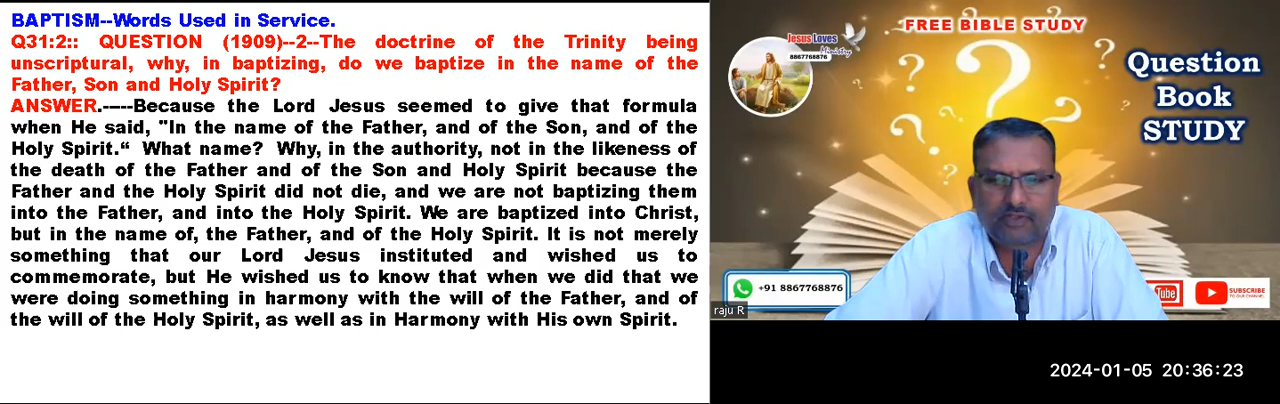 BAPTISM--Words Used in Service.
Q31:2:: QUESTION (1909)--2--The doctrine of the Trinity being
unscriptural, why, in baptizing, do we baptize in the name of the
Father, Son and Holy Spirit?
ANSWER.-----Because the Lord Jesus seemed to give that formula
when He said, "In the name of the Father, and of the Son, and of the
Holy Spirit.“ What name? Why, in the authority, not in the likeness of
the death of the Father and of the Son and Holy Spirit because the
Father and the Holy Spirit did not die, and we are not baptizing them
into the Father, and into the Holy Spirit. We are baptized into Christ,
but in the name of, the Father, and of the Holy Spirit. It is not merely
something that our Lord Jesus instituted and wished us to
commemorate, but He wished us to know that when we did that we
were doing something in harmony with the will of the Father, and of
the will of the Holy Spirit, as well as in Harmony with His own Spirit.
FREE BIBLE STUDY
Jesus Loves
Ministry
8867768876
Question
Book
STUDY
+91 8867768876
Tube
SUBSCRIBE
TO OUR CHANNEL
raju R
2024-01-05 20:36:23